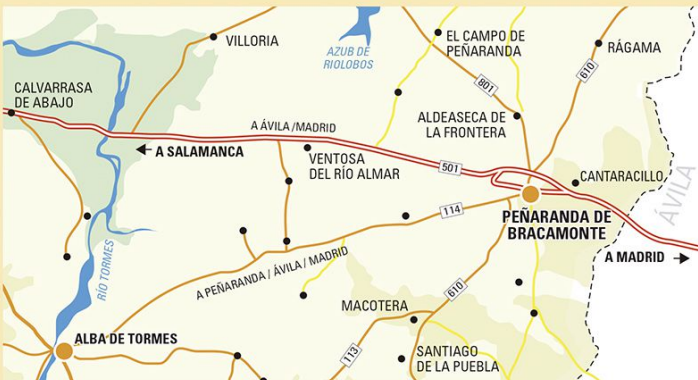 VILLORIA
AZUB DE
RIOLOBOS
EL CAMPO DE
PEÑARANDA
RÁGAMA
610
801
CALVARRASA
DE ABAJO
ALDEASECA DE
LA FRONTERA
A ÁVILA /MADRID
A SALAMANCA
VENTOSA
DEL RÍO ALMAR
501
CANTARACILLO
ÁVILA
114
PEÑARANDA DE
BRACAMONTE
A MADRID
RÍO TORMES
A PEÑARANDA / ÁVILA / MADRID
610
MACOTERA
ALBA DE TORMES
113
SANTIAGO
DE LA PUEBLA